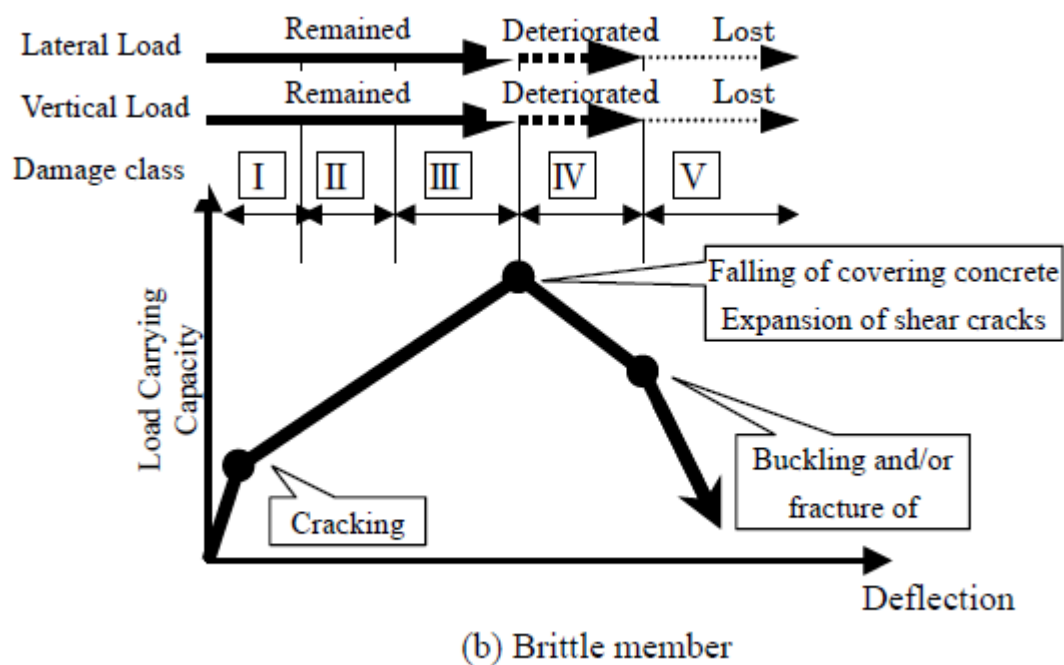 Lateral Load Remained Deteriorated Lost
Vertical Load Remained Deteriorated Lost
Damage class I II III IV V
Load Carrying
Capacity
Falling of covering concrete
Expansion of shear cracks
Buckling and/or
fracture of
Cracking
Deflection
(b) Brittle member